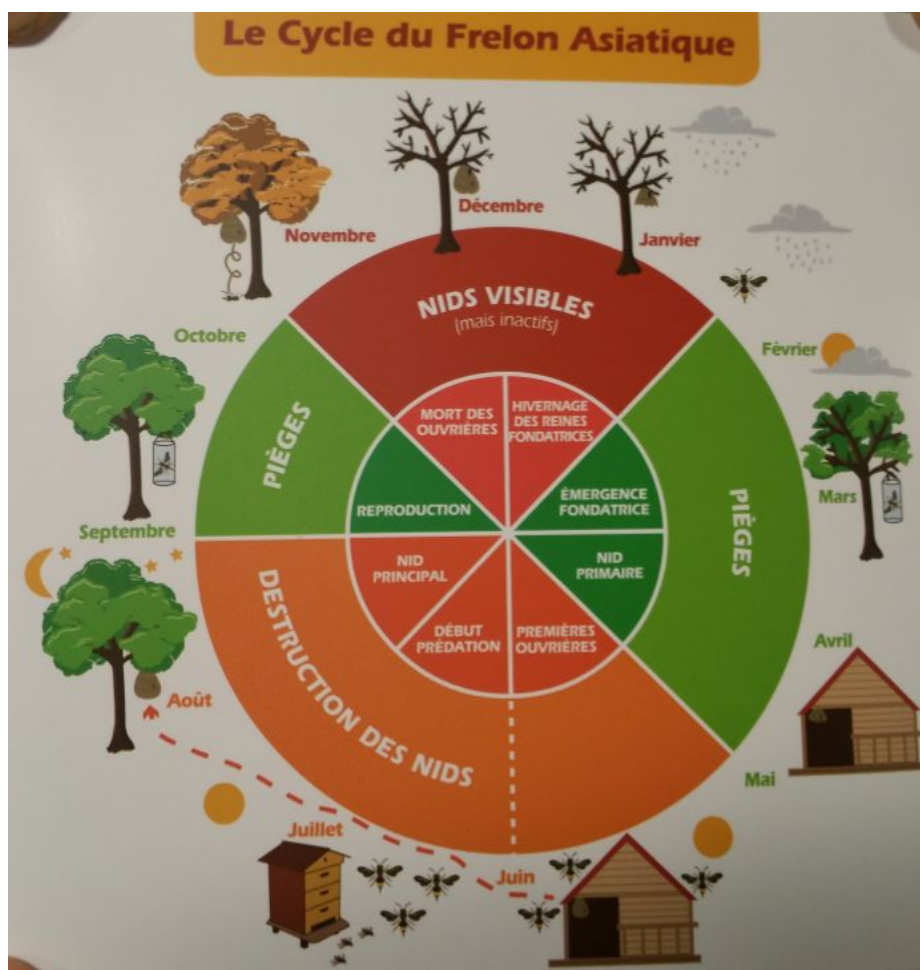 Le Cycle du Frelon Asiatique
Décembre
Novembre
Janvier
NIDS VISIBLES
(mais inactifs)
Octobre
Février
PIÈGES
MORT DES
OUVRIÈRES
HIVERNAGE
DES REINES
FONDATRICES
REPRODUCTION
ÉMERGENCE
FONDATRICE
PIÈGES
Mars
Septembre
NID
PRINCIPAL
NID
PRIMAIRE
DÉBUT
PRÉDATION
PREMIÈRES
OUVRIÈRES
DESTRUCTION DES NIDS
Avril
Août
Mai
Juillet
Juin